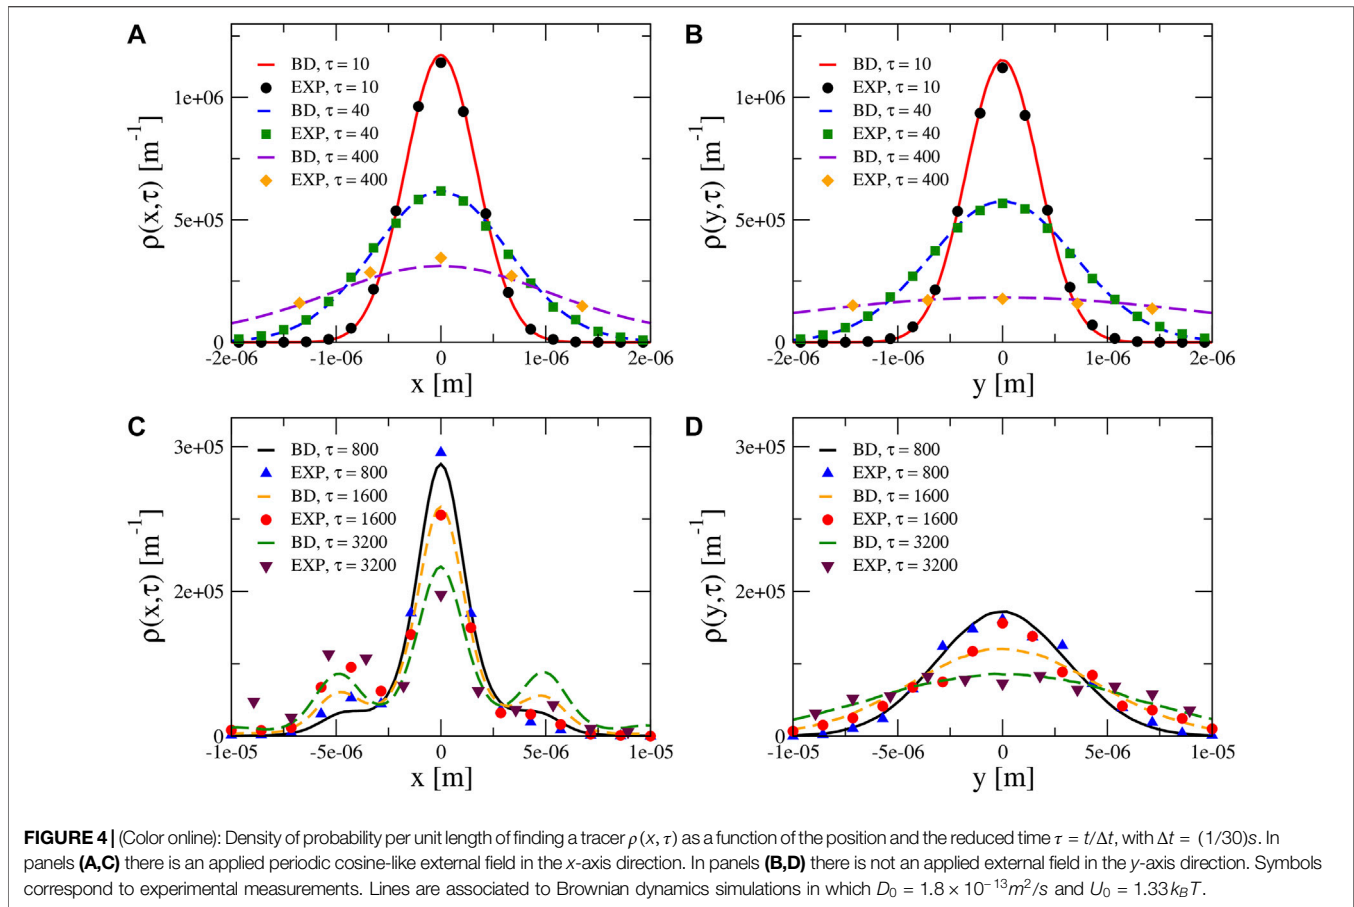 A
BD, τ = 10
EXP, τ = 10
BD, τ = 40
EXP, τ = 40
BD, τ = 400
EXP, τ = 400
1e+06
5e+05
0
ρ(x,τ) [m⁻¹]
-2e-06 -1e-06 0 1e-06 2e-06
x [m]
B
BD, τ = 10
EXP, τ = 10
BD, τ = 40
EXP, τ = 40
BD, τ = 400
EXP, τ = 400
1e+06
5e+05
0
ρ(y,τ) [m⁻¹]
-2e-06 -1e-06 0 1e-06 2e-06
y [m]
C
BD, τ = 800
EXP, τ = 800
BD, τ = 1600
EXP, τ = 1600
BD, τ = 3200
EXP, τ = 3200
3e+05
2e+05
0
ρ(x,τ) [m⁻¹]
-1e-05 -5e-06 0 5e-06 1e-05
x [m]
D
BD, τ = 800
EXP, τ = 800
BD, τ = 1600
EXP, τ = 1600
BD, τ = 3200
EXP, τ = 3200
3e+05
2e+05
0
ρ(y,τ) [m⁻¹]
-1e-05 -5e-06 0 5e-06 1e-05
y [m]
FIGURE 4 | (Color online): Density of probability per unit length of finding a tracer ρ(x, τ) as a function of the position and the reduced time τ = t/Δt, with Δt = (1/30)s. In
panels (A,C) there is an applied periodic cosine-like external field in the x-axis direction. In panels (B,D) there is not an applied external field in the y-axis direction. Symbols
correspond to experimental measurements. Lines are associated to Brownian dynamics simulations in which D₀ = 1.8 × 10⁻¹³m²/s and U₀ = 1.33 k_BT.